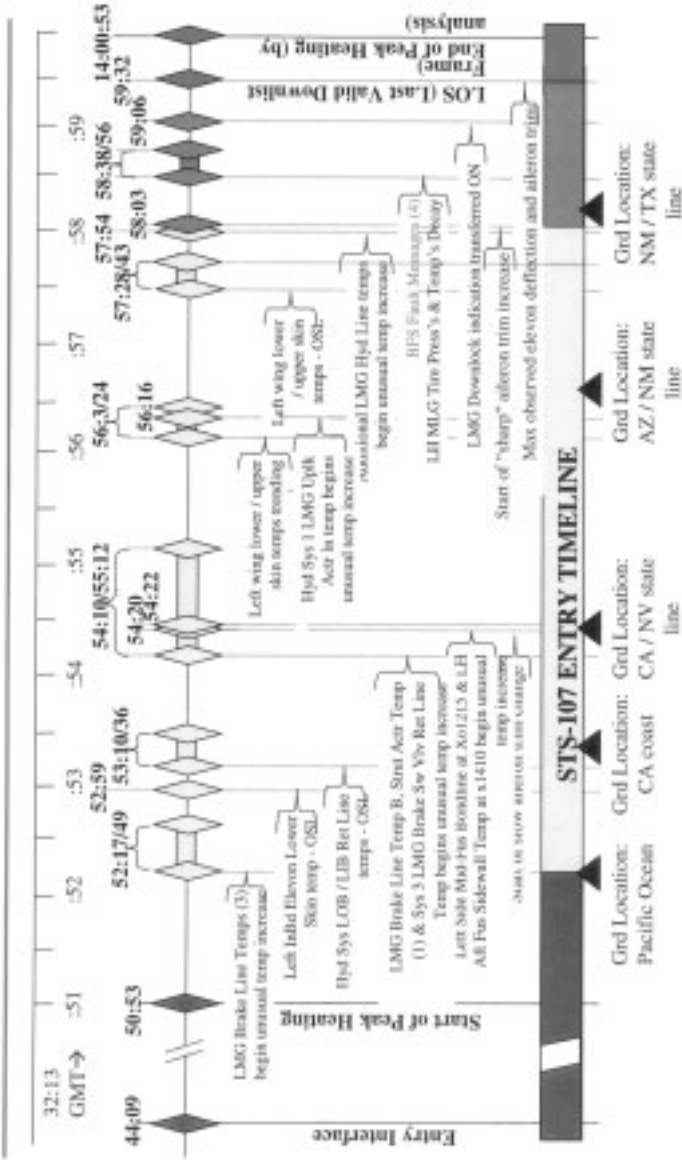 32:13
GMT→
:51
:52
:53
:54
:55
:56
:57
:58
:59
44:09
50:53
52:17/49
52:59
53:10/36
54:10/55:12
54:20
54:22
56:3/24
56:16
57:28/43
57:54
58:03
58:38/56
59:06
59:32
14:00:53
Entry Interface
Start of Peak Heating
LMG Brake Line Temps (3)
begin unusual temp increase
Left InBd Elevon Lower
Skin temp - OSL
Hyd Sys LOB / LIB Ret Line
temps - OSL
LMG Brake Line Temp B, Strut Actr Temp
(1) & Sys 3 LMG Brake Sw Vlv Ret Line
Temp begins unusual temp increase
Left Side Mid-Fus Bondline at Xo1215 & LH
Aft Fus Sidewall Temp at x1410 begin unusual
temp increase
Left wing lower / upper
skin temps trending
Hyd Sys 1 LMG Uplk
Actr ln temp begins
unusual temp increase
Left wing lower
/ upper skin
temps - OSL
Additional LMG Hyd Line temps
begin unusual temp increase
BFS Fault Messages (4)
LH MLG Tire Press's & Temp's Decay
LMG Downlock indication transferred ON
Start of "sharp" aileron trim increase
Max observed elevon deflection and aileron trim
LOS (Last Valid Downlist
Frame)
End of Peak Heating (by
analysis)
STS-107 ENTRY TIMELINE
Grd Location:
Pacific Ocean
Grd Location:
CA coast
Grd Location:
CA / NV state
line
Grd Location:
AZ / NM state
line
Grd Location:
NM / TX state
line